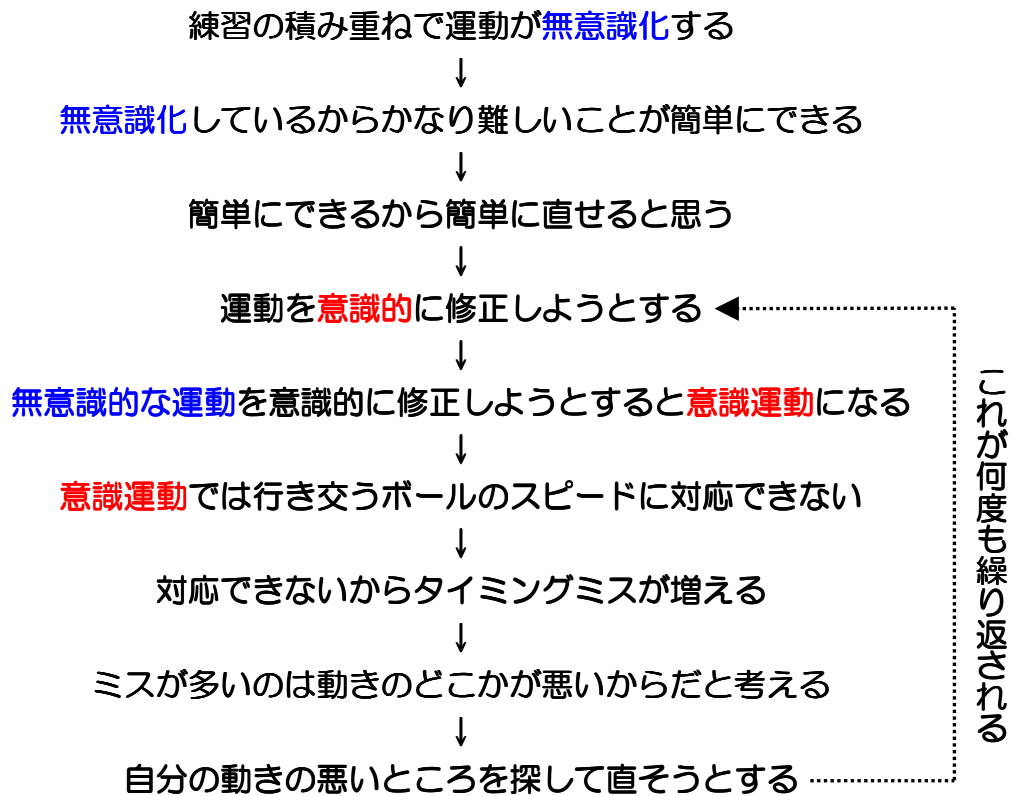 練習の積み重ねで運動が無意識化する
↓
無意識化しているからかなり難しいことが簡単にできる
↓
簡単にできるから簡単に直せると思う
↓
運動を意識的に修正しようとする
↓
無意識的な運動を意識的に修正しようとすると意識運動になる
↓
意識運動では行き交うボールのスピードに対応できない
↓
対応できないからタイミングミスが増える
↓
ミスが多いのは動きのどこかが悪いからだと考える
↓
自分の動きの悪いところを探して直そうとする
これが何度も繰り返される